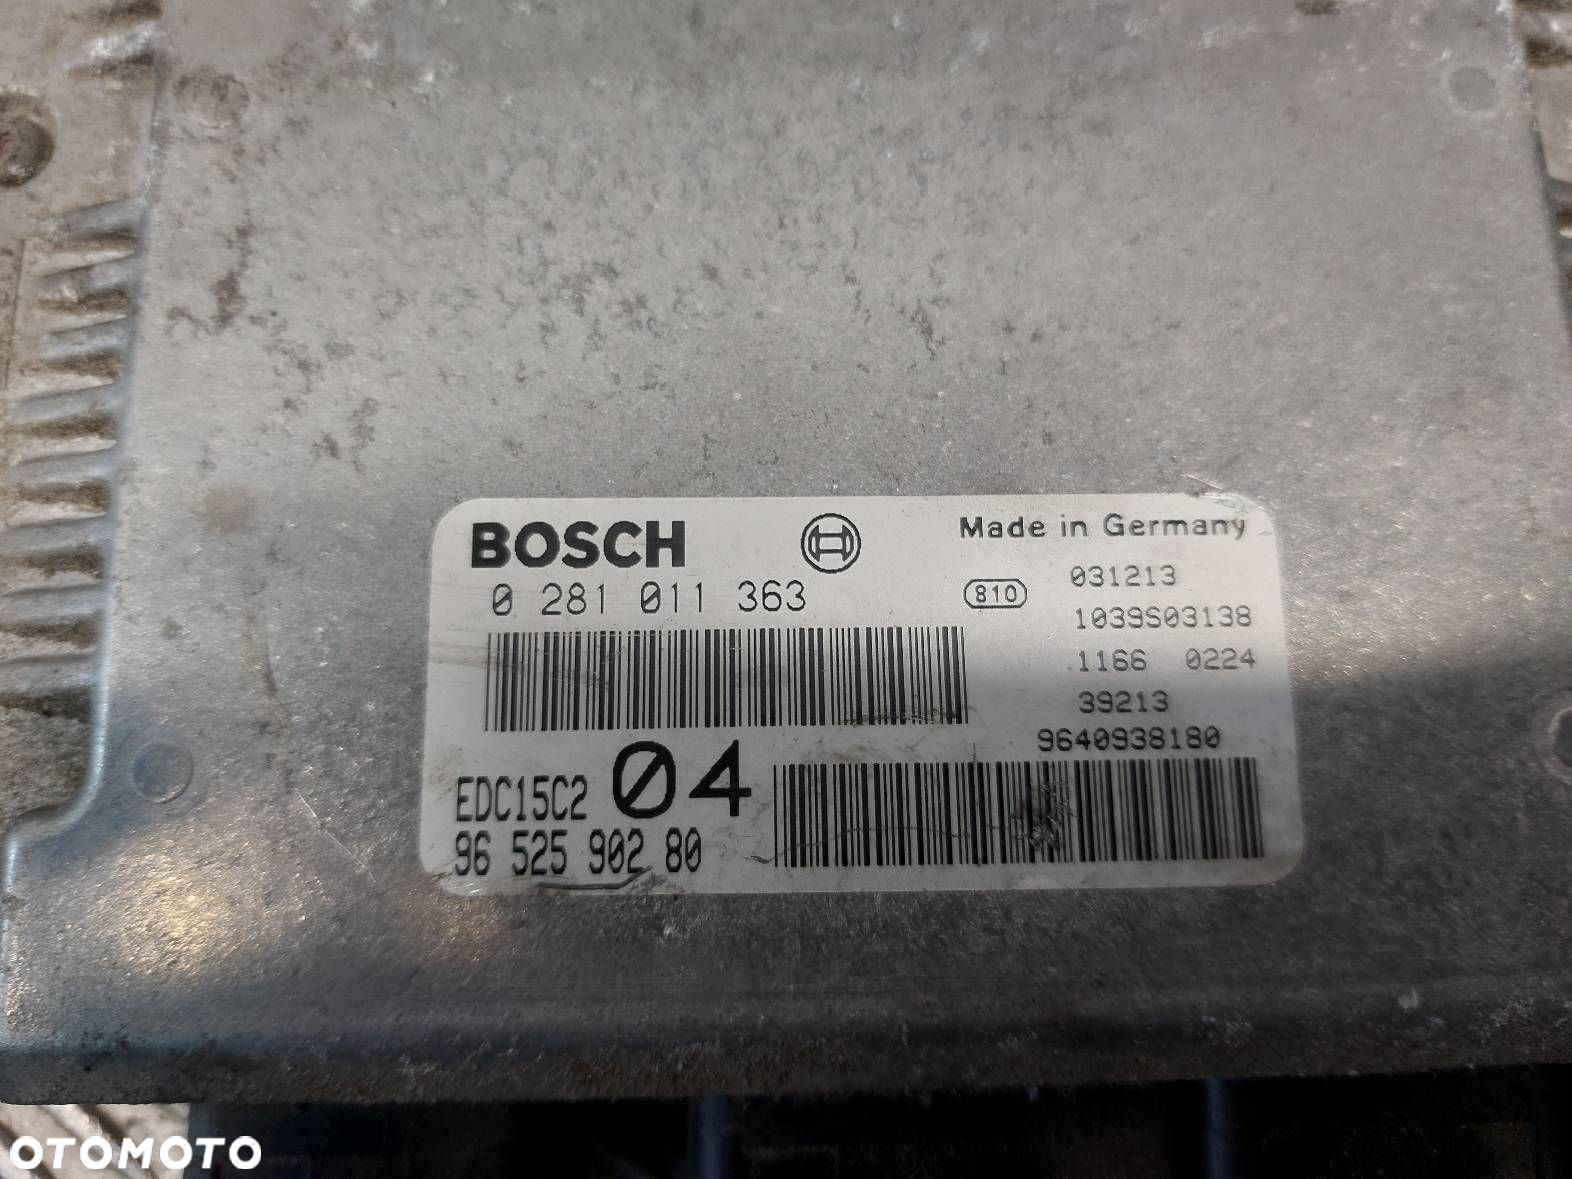 BOSCH
Made in Germany
0 281 011 363
810
031213
1039S03138
1166 0224
39213
9640938180
EDC15C2 04
96 525 902 80
OTOMOTO